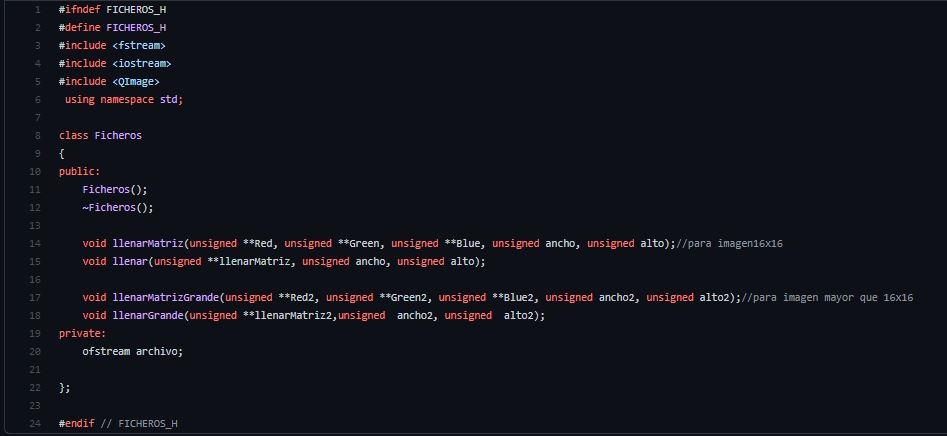 1 #ifndef FICHEROS_H
2 #define FICHEROS_H
3 #include <fstream>
4 #include <iostream>
5 #include <QImage>
6  using namespace std;
7
8 class Ficheros
9 {
10 public:
11     Ficheros();
12     ~Ficheros();
13
14     void llenarMatriz(unsigned **Red, unsigned **Green, unsigned **Blue, unsigned ancho, unsigned alto);//para imagen16x16
15     void llenar(unsigned **llenarMatriz, unsigned ancho, unsigned alto);
16
17     void llenarMatrizGrande(unsigned **Red2, unsigned **Green2, unsigned **Blue2, unsigned ancho2, unsigned alto2);//para imagen mayor que 16x16
18     void llenarGrande(unsigned **llenarMatriz2,unsigned  ancho2, unsigned  alto2);
19 private:
20     ofstream archivo;
21
22 };
23
24 #endif // FICHEROS_H